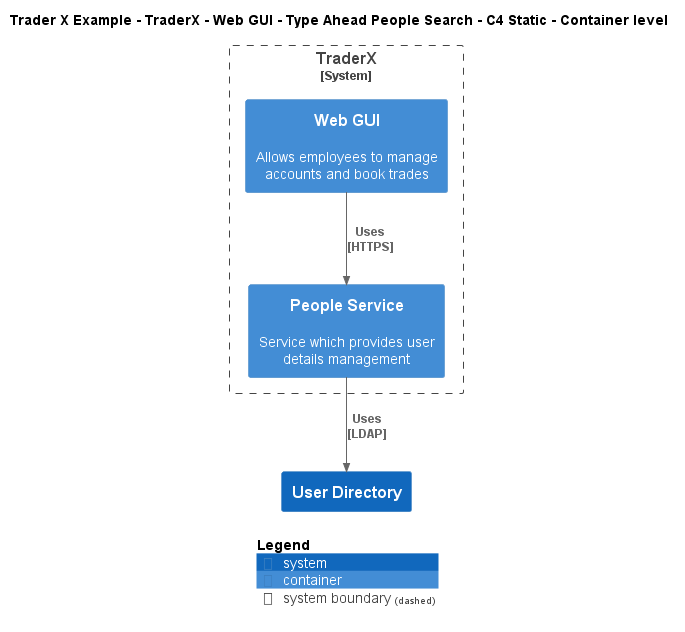 Trader X Example - TraderX - Web GUI - Type Ahead People Search - C4 Static - Container level
TraderX
[System]
Web GUI
Allows employees to manage
accounts and book trades
Uses
[HTTPS]
People Service
Service which provides user
details management
Uses
[LDAP]
User Directory
Legend
system
container
system boundary (dashed)